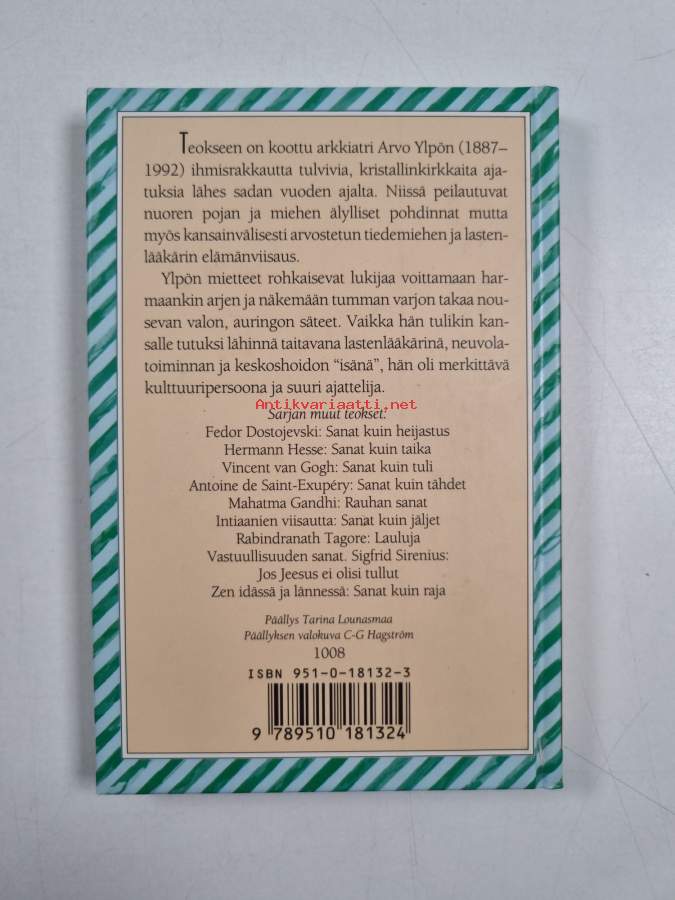 Teokseen on koottu arkkiatri Arvo Ylpön (1887–
1992) ihmisrakkautta tulvivia, kristallinkirkkaita aja-
tuksia lähes sadan vuoden ajalta. Niissä peilautuvat
nuoren pojan ja miehen älylliset pohdinnat mutta
myös kansainvälisesti arvostetun tiedemiehen ja lasten-
lääkärin elämänviisaus.
Ylpön mietteet rohkaisevat lukijaa voittamaan har-
maankin arjen ja näkemään tumman varjon takaa nou-
sevan valon, auringon säteet. Vaikka hän tulikin kan-
salle tutuksi lähinnä taitavana lastenlääkärinä, neuvola-
toiminnan ja keskoshoidon “isänä”, hän oli merkittävä
kulttuuripersoona ja suuri ajattelija.
Antikvariaatti.net
Sarjan muut teokset:
Fedor Dostojevski: Sanat kuin heijastus
Hermann Hesse: Sanat kuin taika
Vincent van Gogh: Sanat kuin tuli
Antoine de Saint-Exupéry: Sanat kuin tähdet
Mahatma Gandhi: Rauhan sanat
Intiaanien viisautta: Sanat kuin jäljet
Rabindranath Tagore: Lauluja
Vastuullisuuden sanat. Sigfrid Sirenius:
Jos Jeesus ei olisi tullut
Zen idässä ja lännessä: Sanat kuin raja
Päällys Tarina Lounasmaa
Päällyksen valokuva C-G Hagström
1008
ISBN 951-0-18132-3
9 789510 181324